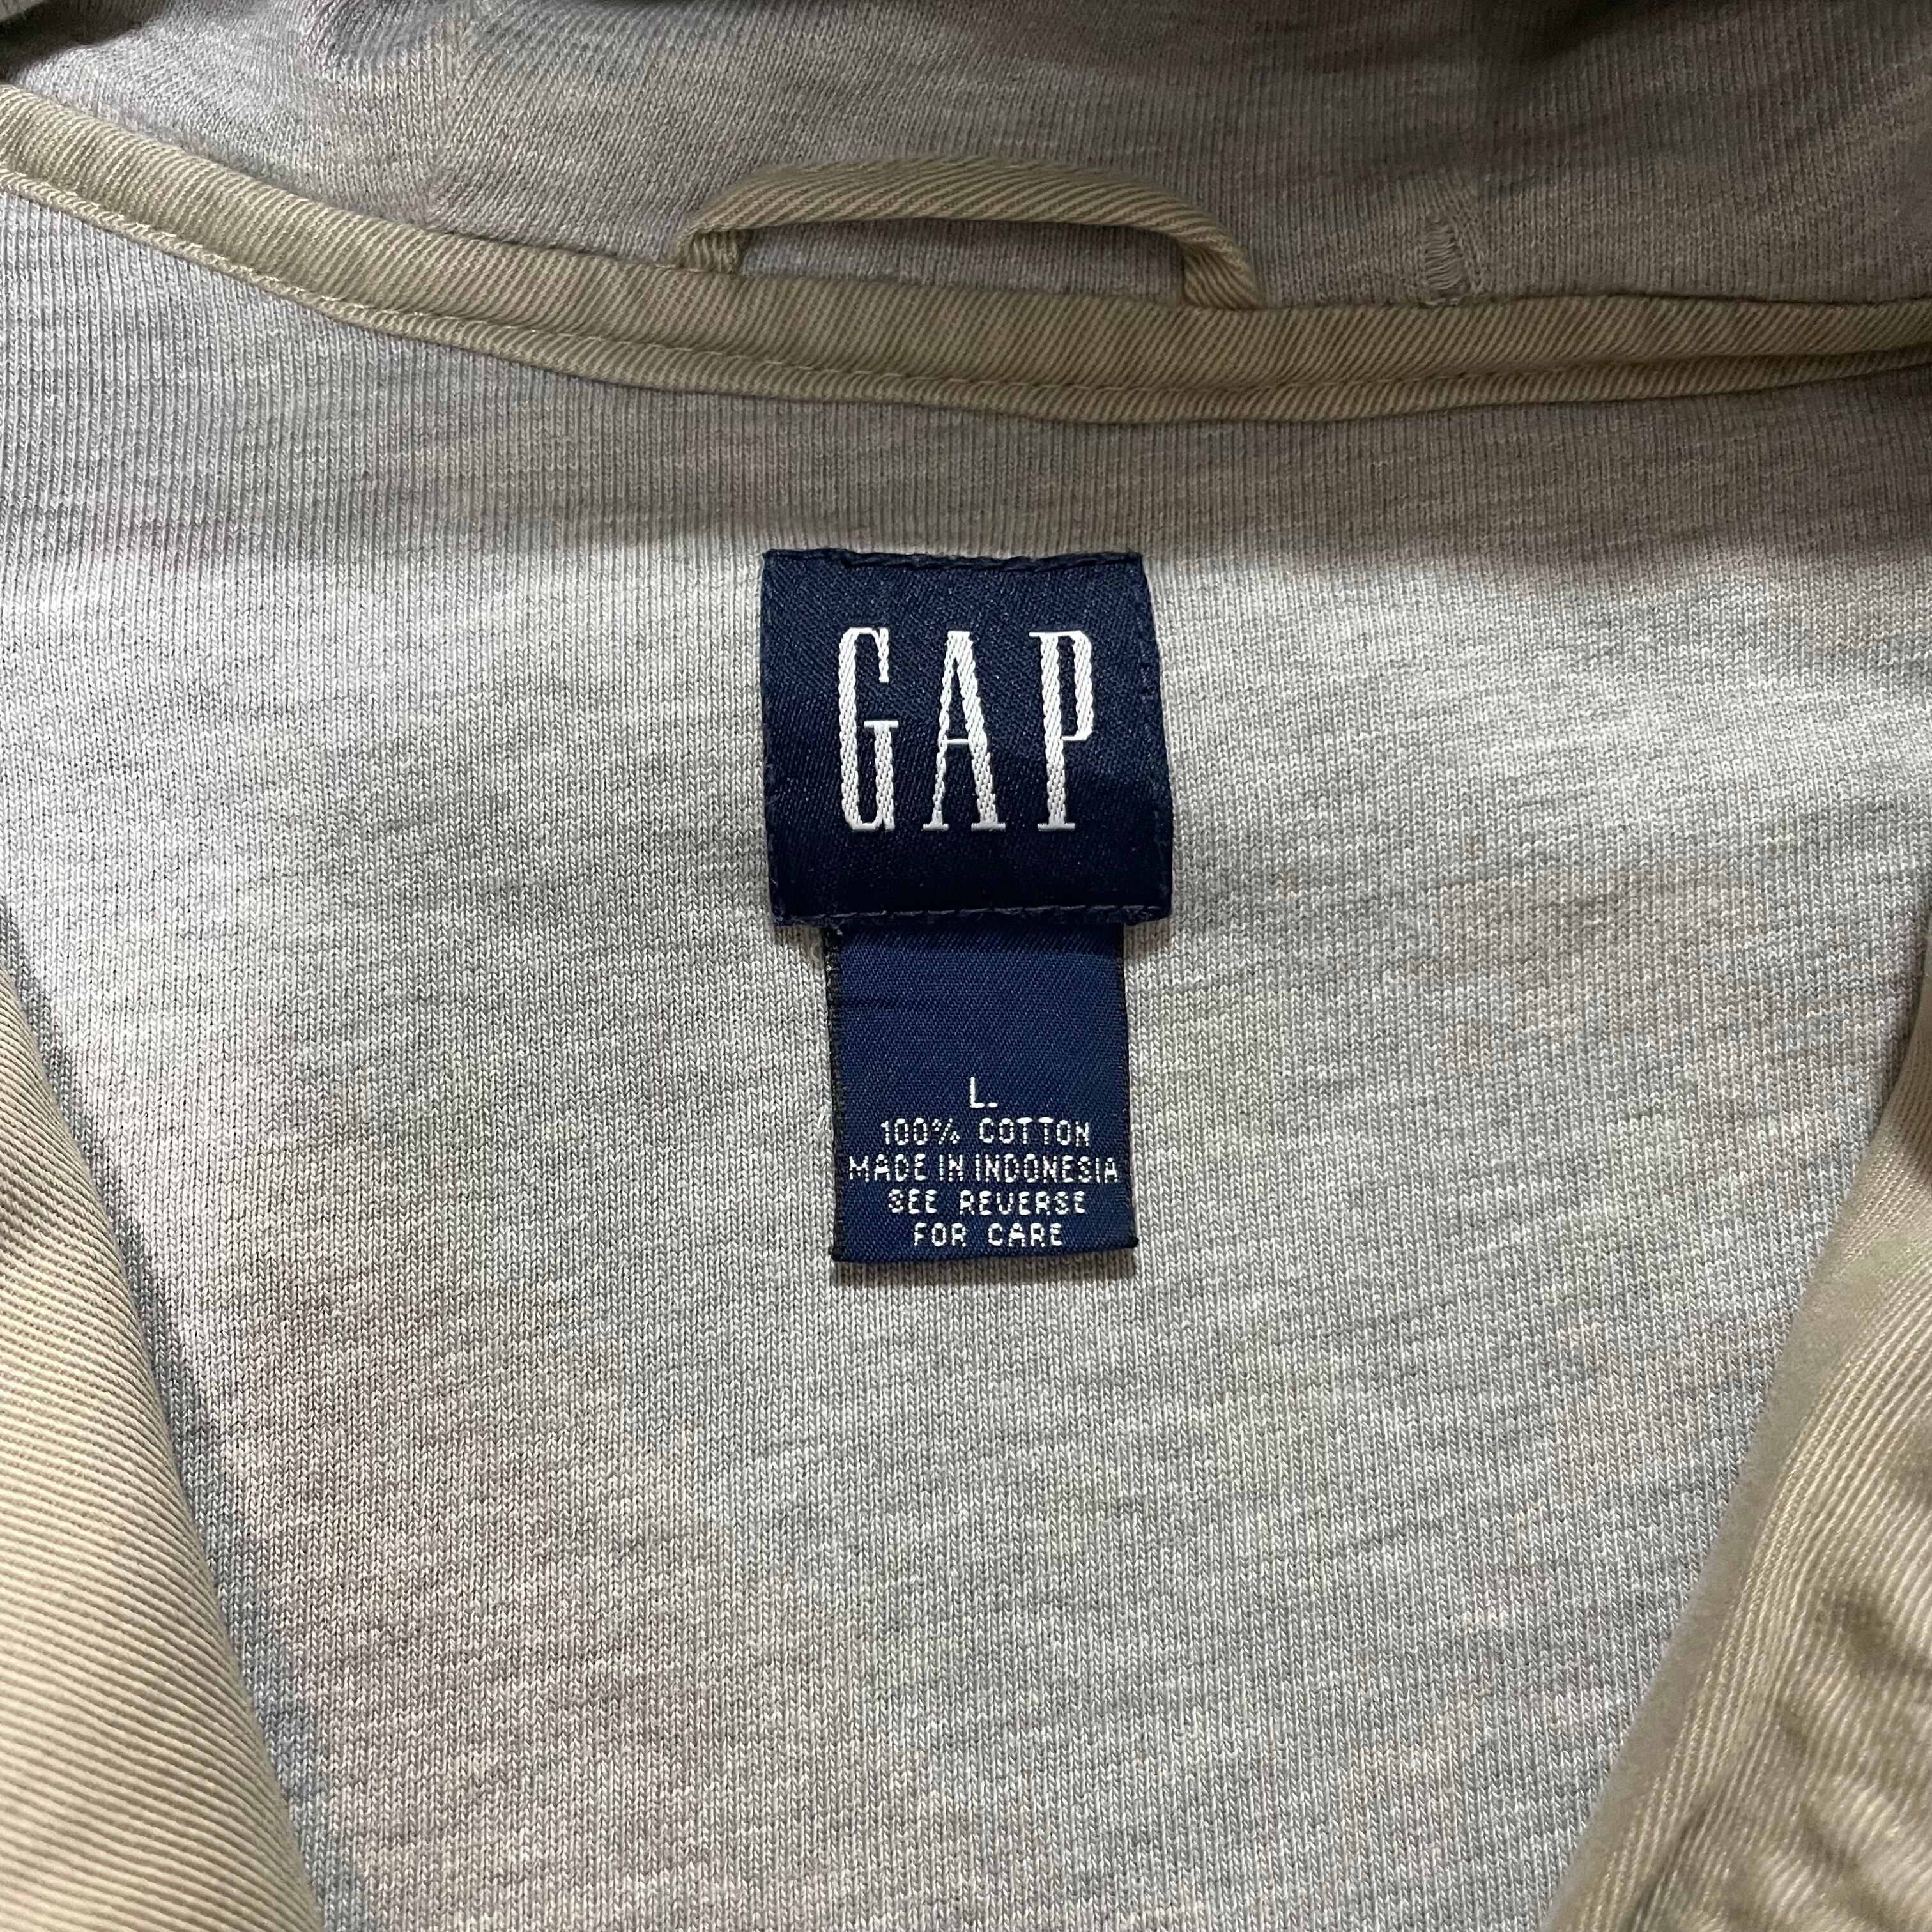 GAP
L.
100% COTTON
MADE IN INDONESIA
SEE REVERSE
FOR CARE